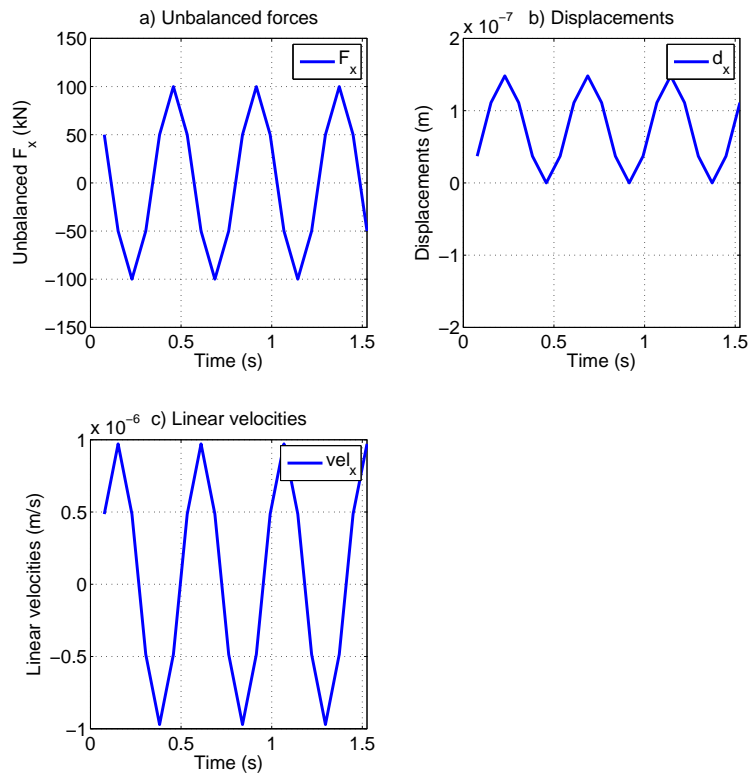 a) Unbalanced forces
150
100
50
0
−50
−100
−150
0
0.5
1
1.5
Unbalanced F_x (kN)
Time (s)
F_x
b) Displacements
x 10^−7
2
1
0
−1
−2
0
0.5
1
1.5
Displacements (m)
Time (s)
d_x
c) Linear velocities
x 10^−6
1
0.5
0
−0.5
−1
0
0.5
1
1.5
Linear velocities (m/s)
Time (s)
vel_x